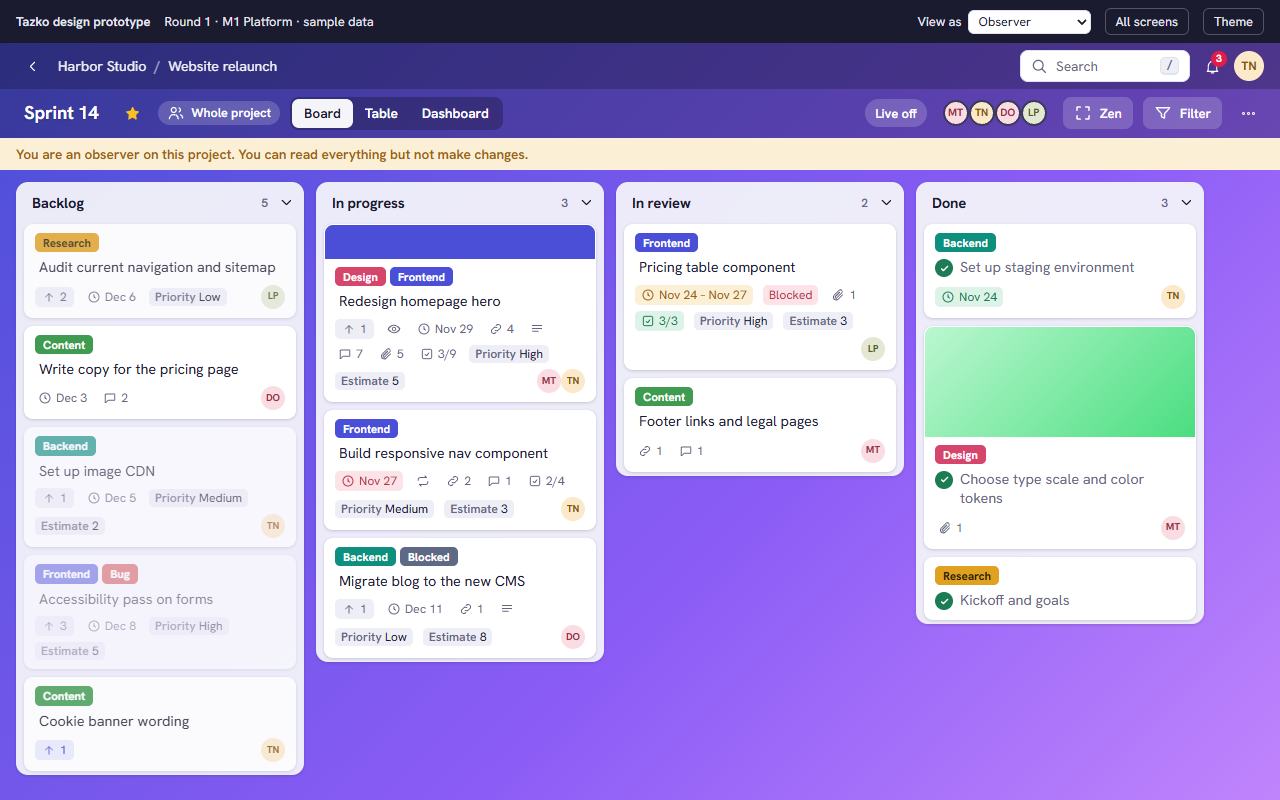 Tazko design prototype Round 1 · M1 Platform · sample data View as Observer All screens Theme
Harbor Studio / Website relaunch Search / 3 TN
Sprint 14 Whole project Board Table Dashboard Live off MT TN DO LP Zen Filter
You are an observer on this project. You can read everything but not make changes.
Backlog 5
Research
Audit current navigation and sitemap
2 Dec 6 Priority Low LP
Content
Write copy for the pricing page
Dec 3 2 DO
Backend
Set up image CDN
1 Dec 5 Priority Medium
Estimate 2 TN
Frontend Bug
Accessibility pass on forms
3 Dec 8 Priority High
Estimate 5
Content
Cookie banner wording
1 TN
In progress 3
Design Frontend
Redesign homepage hero
1 Nov 29 4
7 5 3/9 Priority High
Estimate 5 MT TN
Frontend
Build responsive nav component
Nov 27 2 1 2/4
Priority Medium Estimate 3 TN
Backend Blocked
Migrate blog to the new CMS
1 Dec 11 1
Priority Low Estimate 8 DO
In review 2
Frontend
Pricing table component
Nov 24 – Nov 27 Blocked 1
3/3 Priority High Estimate 3
LP
Content
Footer links and legal pages
1 1 MT
Done 3
Backend
Set up staging environment
Nov 24 TN
Design
Choose type scale and color
tokens
1 MT
Research
Kickoff and goals